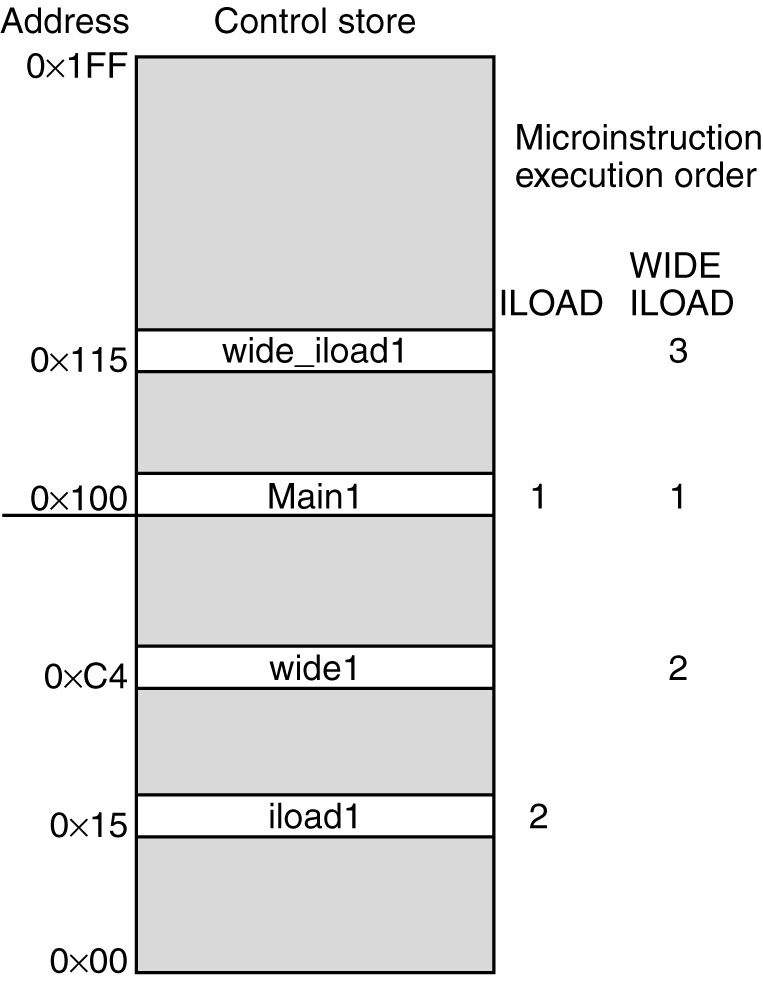 Address Control store
0×1FF
Microinstruction
execution order
WIDE
ILOAD ILOAD
0×115 wide_iload1 3
0×100 Main1 1 1
0×C4 wide1 2
0×15 iload1 2
0×00